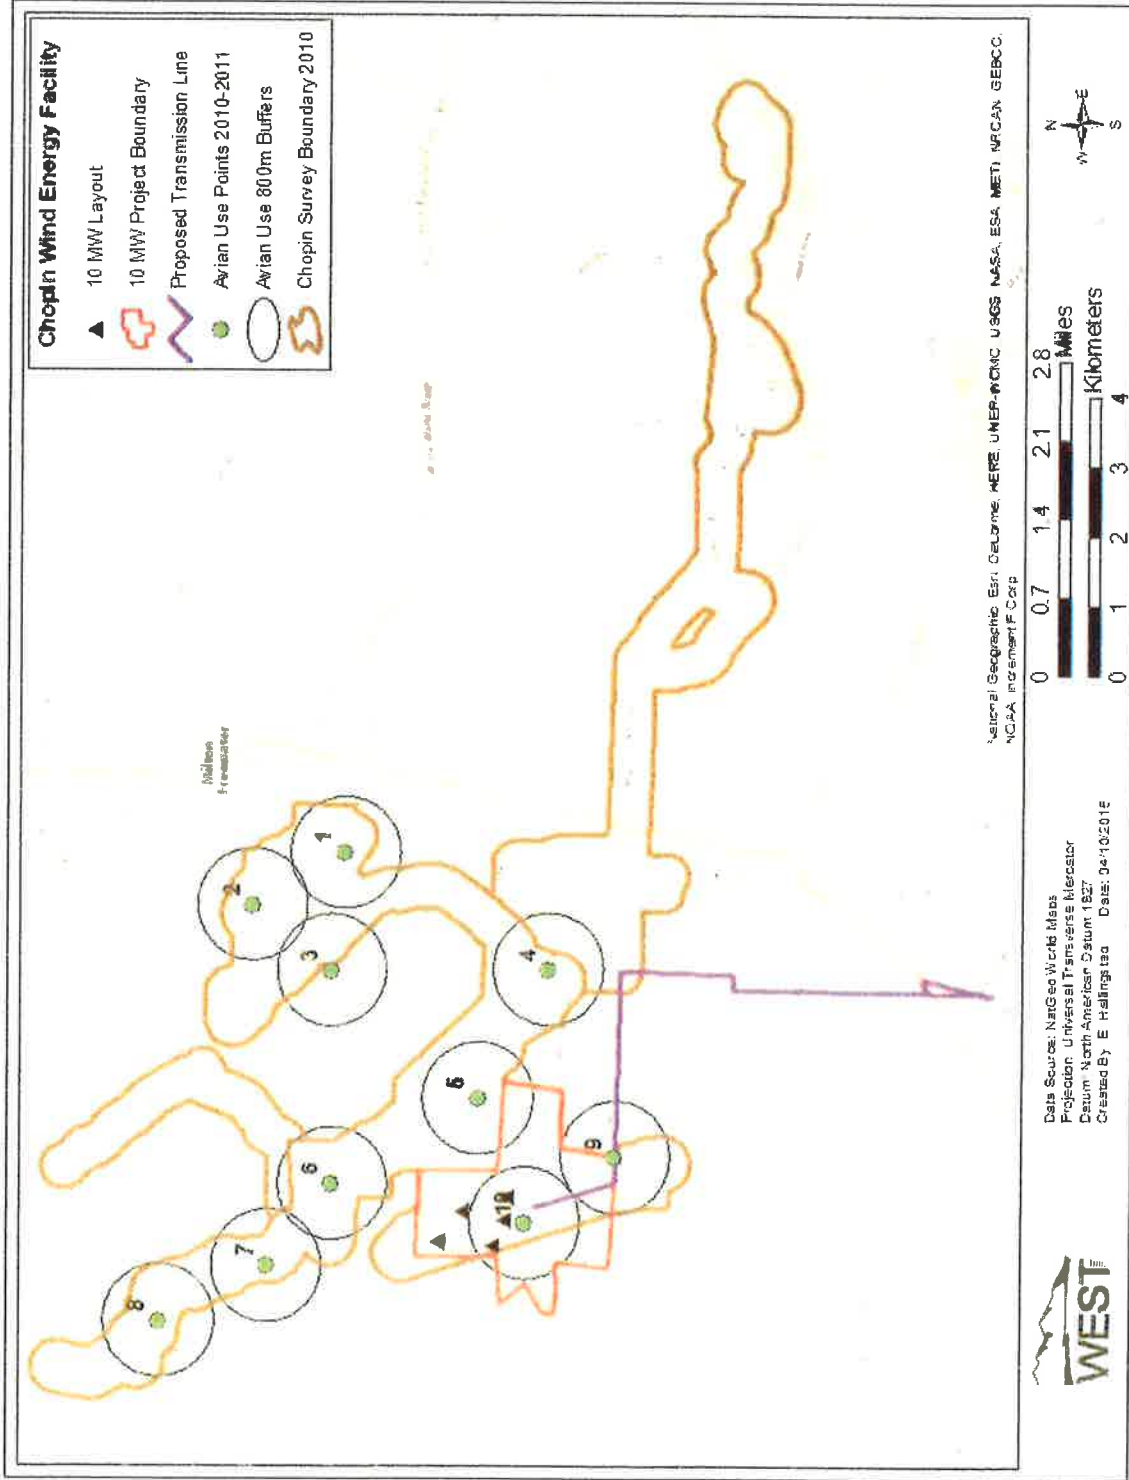 Chopin Wind Energy Facility
10 MW Layout
10 MW Project Boundary
Proposed Transmission Line
Avian Use Points 2010-2011
Avian Use 800m Buffers
Chopin Survey Boundary 2010
Milton
Freewater
1
2
3
4
5
6
7
8
9
10
National Geographic Esri DeLorme HERE UNEP-WCMC USGS NASA, ESA, METI NRCAN GEBCO,
NOAA, increment P Corp
0 0.7 1.4 2.1 2.8
Miles
Kilometers
0 1 2 3 4
N
W E
S
Data Source: NatGeo World Maps
Projection: Universal Transverse Mercator
Datum: North American Datum 1927
Created By E Hallingstad Date: 04/10/2015
WEST